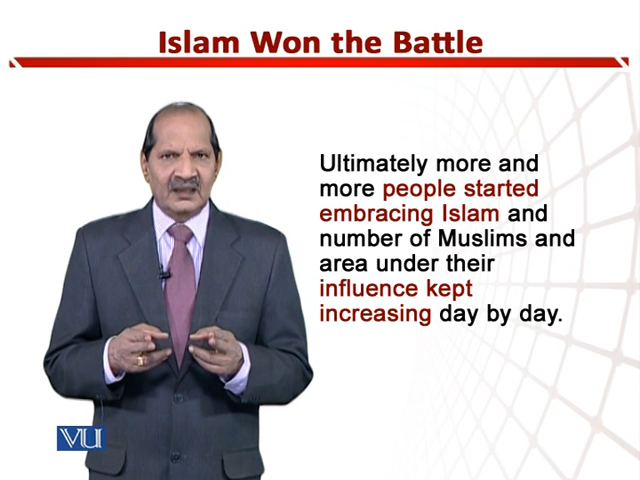 Islam Won the Battle
Ultimately more and
more people started
embracing Islam and
number of Muslims and
area under their
influence kept
increasing day by day.
VU